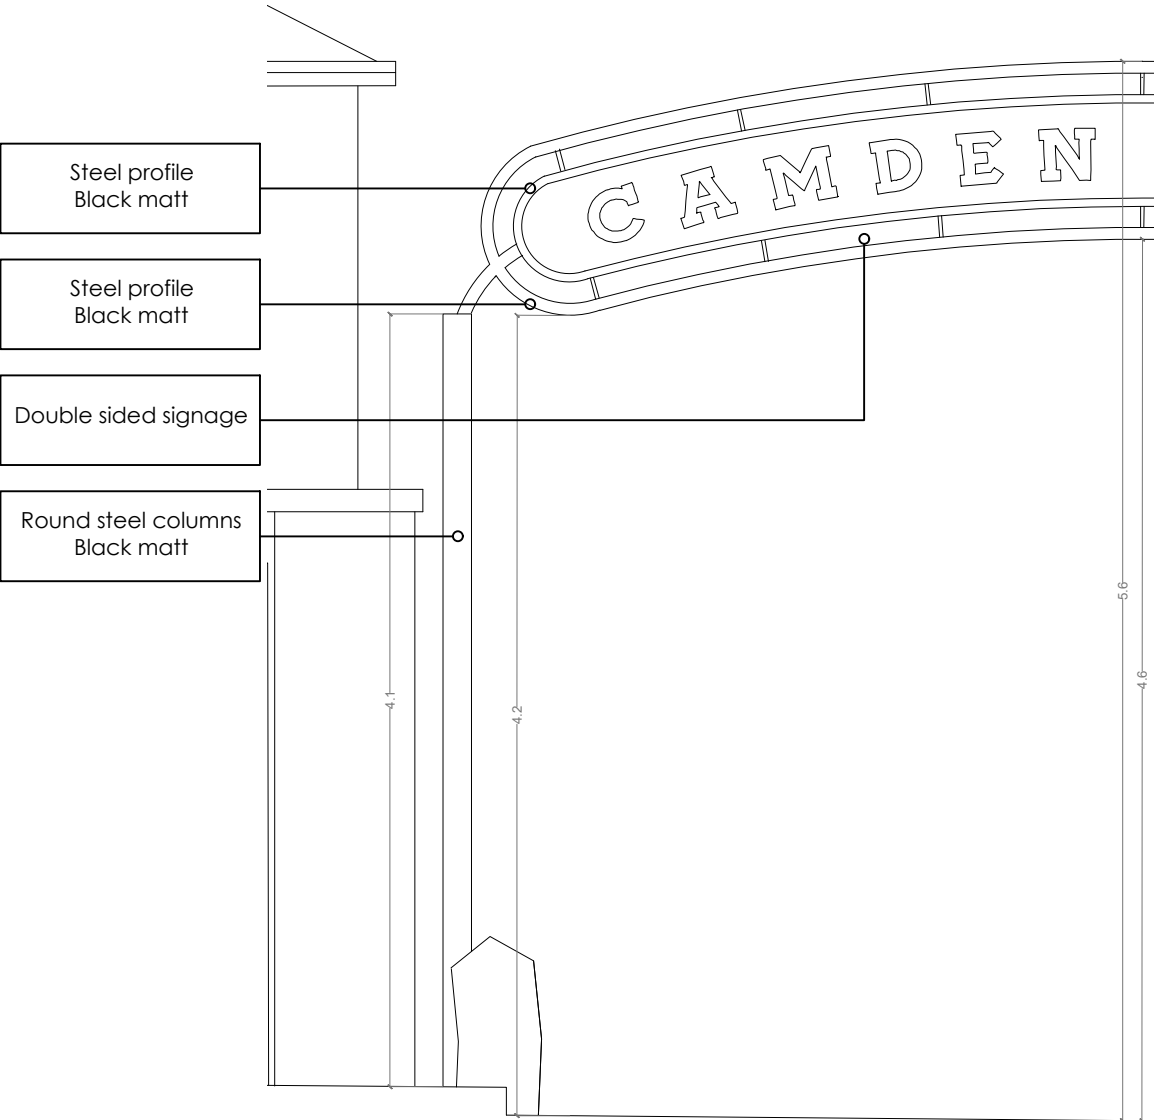 CAMDEN
Steel profile
Black matt
Steel profile
Black matt
Double sided signage
Round steel columns
Black matt
4.1
4.2
5.6
4.6